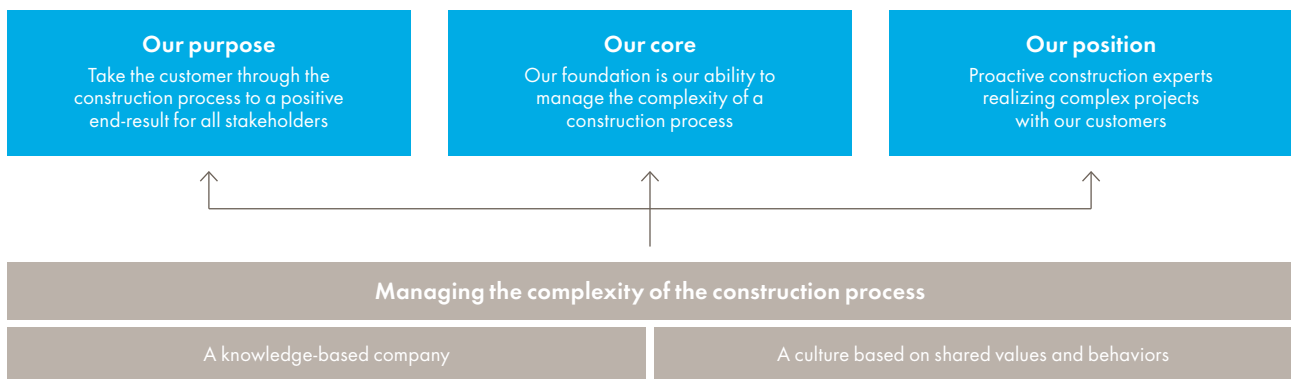 Our purpose
Take the customer through the
construction process to a positive
end-result for all stakeholders
Our core
Our foundation is our ability to
manage the complexity of a
construction process
Our position
Proactive construction experts
realizing complex projects
with our customers
Managing the complexity of the construction process
A knowledge-based company
A culture based on shared values and behaviors